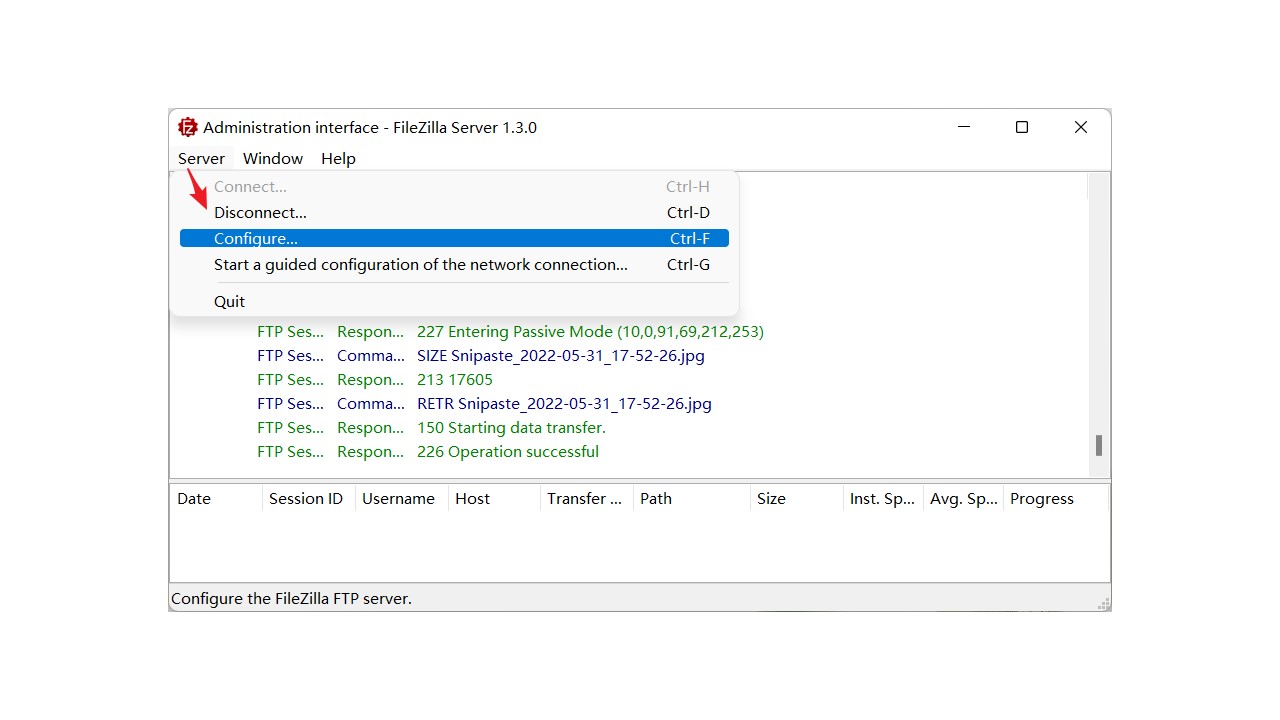 Administration interface - FileZilla Server 1.3.0
Server Window Help
Connect... Ctrl-H
Disconnect... Ctrl-D
Configure... Ctrl-F
Start a guided configuration of the network connection... Ctrl-G
Quit
FTP Ses... Respon... 227 Entering Passive Mode (10,0,91,69,212,253)
FTP Ses... Comma... SIZE Snipaste_2022-05-31_17-52-26.jpg
FTP Ses... Respon... 213 17605
FTP Ses... Comma... RETR Snipaste_2022-05-31_17-52-26.jpg
FTP Ses... Respon... 150 Starting data transfer.
FTP Ses... Respon... 226 Operation successful
Date Session ID Username Host Transfer ... Path Size Inst. Sp... Avg. Sp... Progress
Configure the FileZilla FTP server.